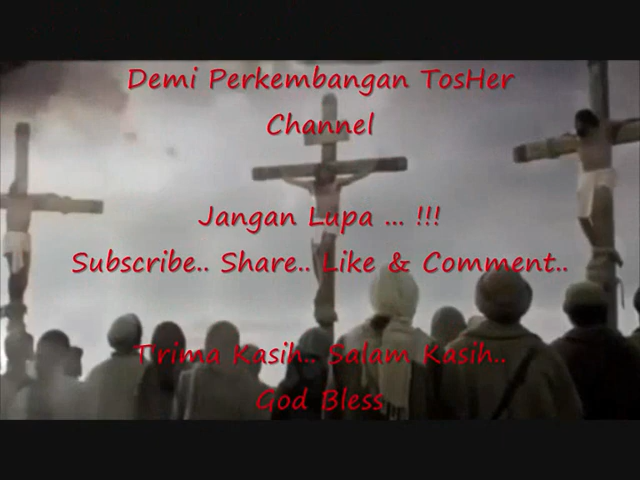 Demi Perkembangan TosHer
Channel
Jangan Lupa ... !!!
Subscribe.. Share.. Like & Comment..
Trima Kasih.. Salam Kasih..
God Bless